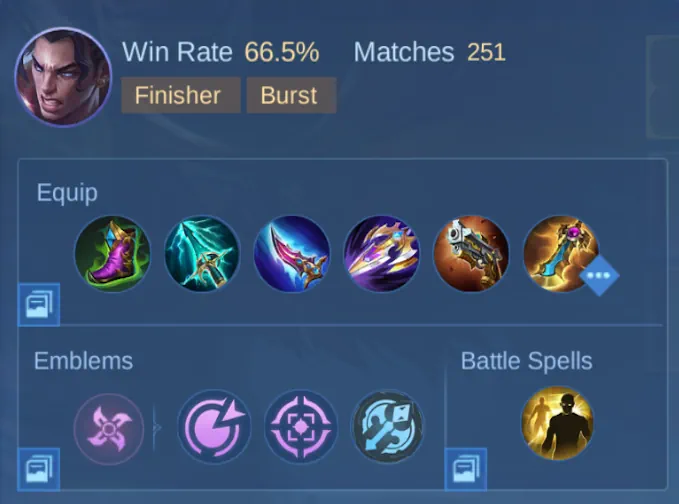 Win Rate 66.5% Matches 251
Finisher Burst
Equip
Emblems Battle Spells